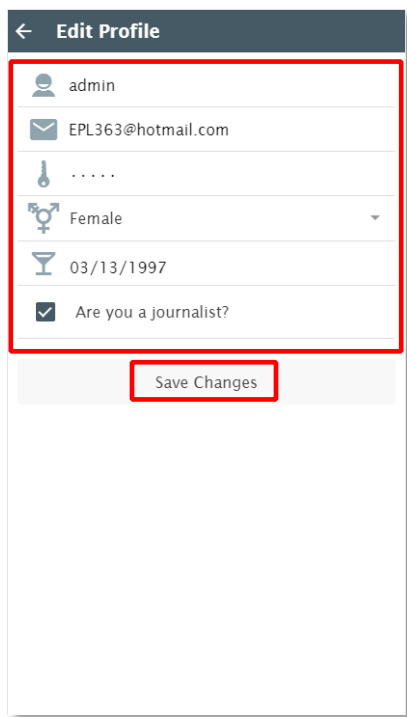 Edit Profile
admin
EPL363@hotmail.com
.....
Female
03/13/1997
Are you a journalist?
Save Changes